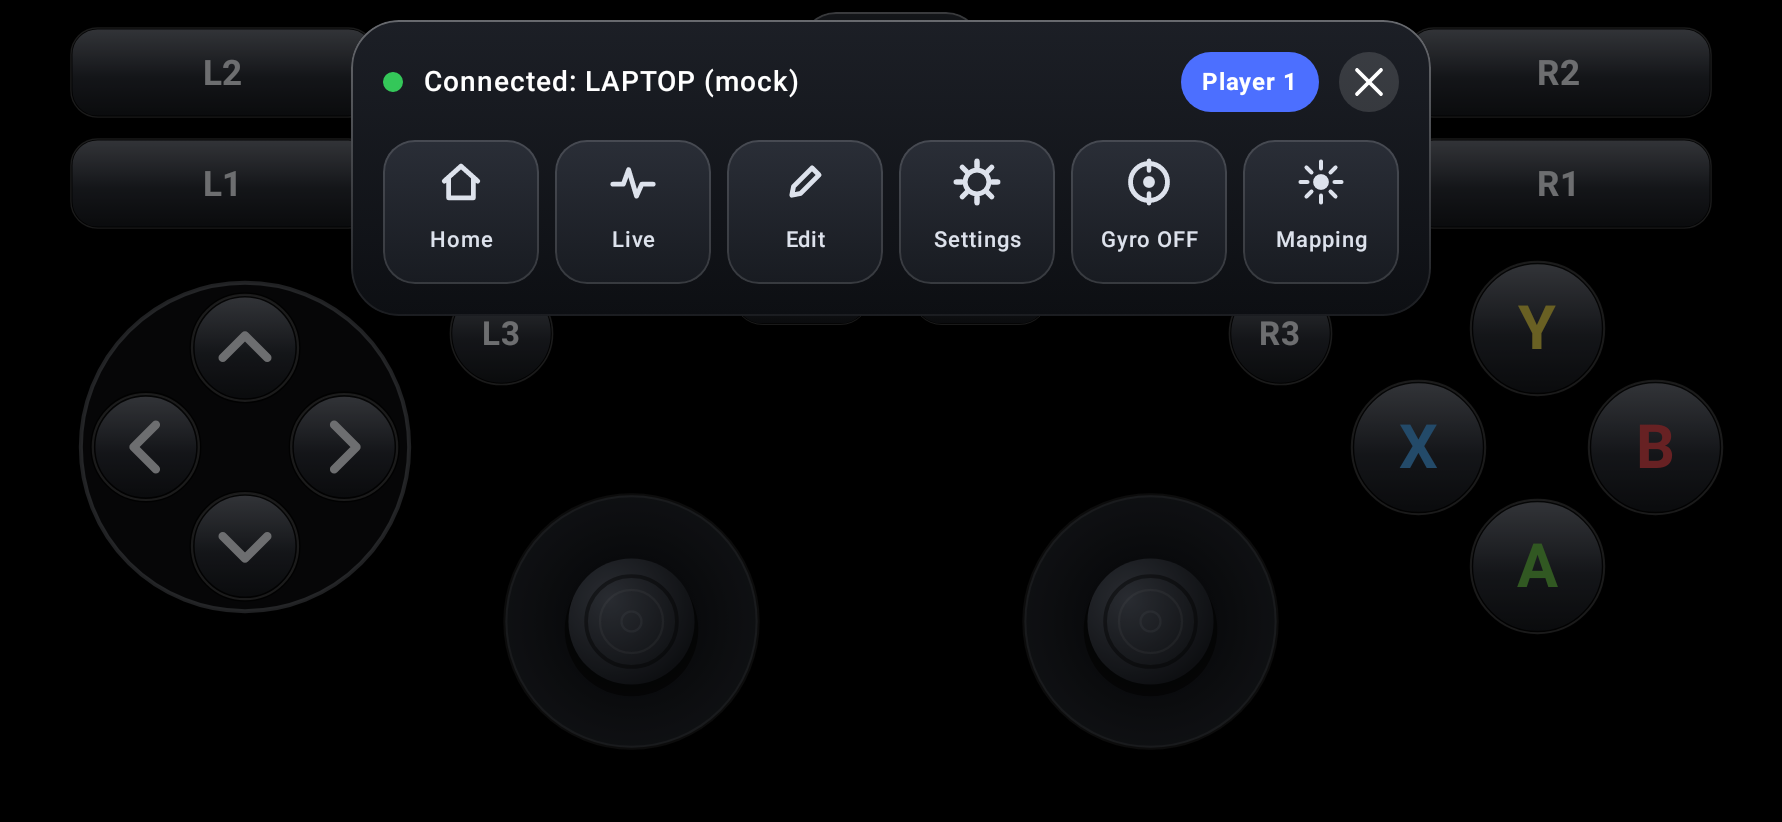 L2
Connected: LAPTOP (mock)
Player 1
R2
L1
Home
Live
Edit
Settings
Gyro OFF
Mapping
R1
L3
R3
Y
X
B
A